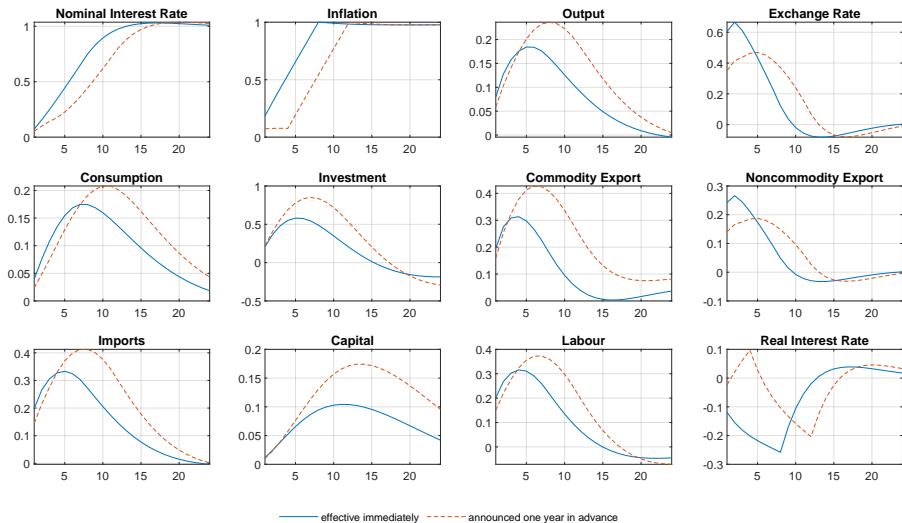 Nominal Interest Rate
1
0.5
0
5 10 15 20
Inflation
1
0.5
0
5 10 15 20
Output
0.2
0.15
0.1
0.05
0
5 10 15 20
Exchange Rate
0.6
0.4
0.2
0
5 10 15 20
Consumption
0.2
0.15
0.1
0.05
0
5 10 15 20
Investment
1
0.5
0
-0.5
5 10 15 20
Commodity Export
0.4
0.3
0.2
0.1
0
5 10 15 20
Noncommodity Export
0.3
0.2
0.1
0
-0.1
5 10 15 20
Imports
0.4
0.3
0.2
0.1
0
5 10 15 20
Capital
0.2
0.15
0.1
0.05
0
5 10 15 20
Labour
0.4
0.3
0.2
0.1
0
5 10 15 20
Real Interest Rate
0.1
0
-0.1
-0.2
-0.3
5 10 15 20
effective immediately announced one year in advance